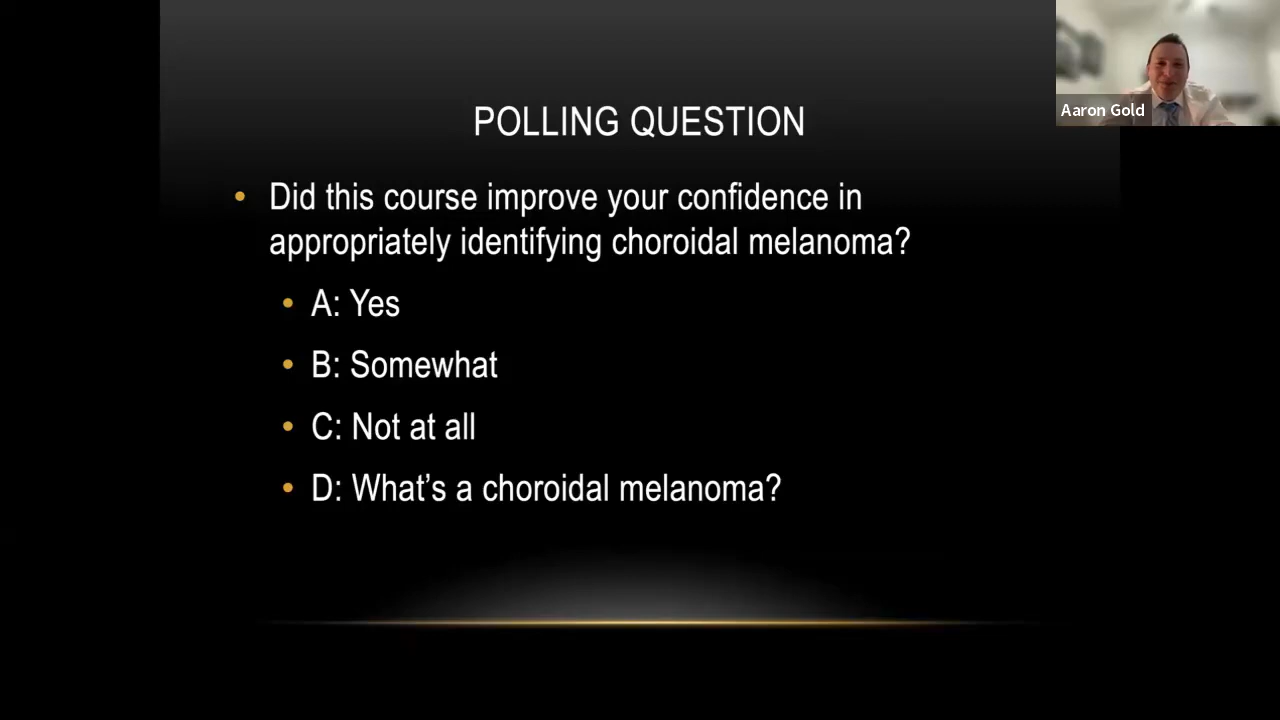 Aaron Gold
POLLING QUESTION
• Did this course improve your confidence in
appropriately identifying choroidal melanoma?
• A: Yes
• B: Somewhat
• C: Not at all
• D: What’s a choroidal melanoma?